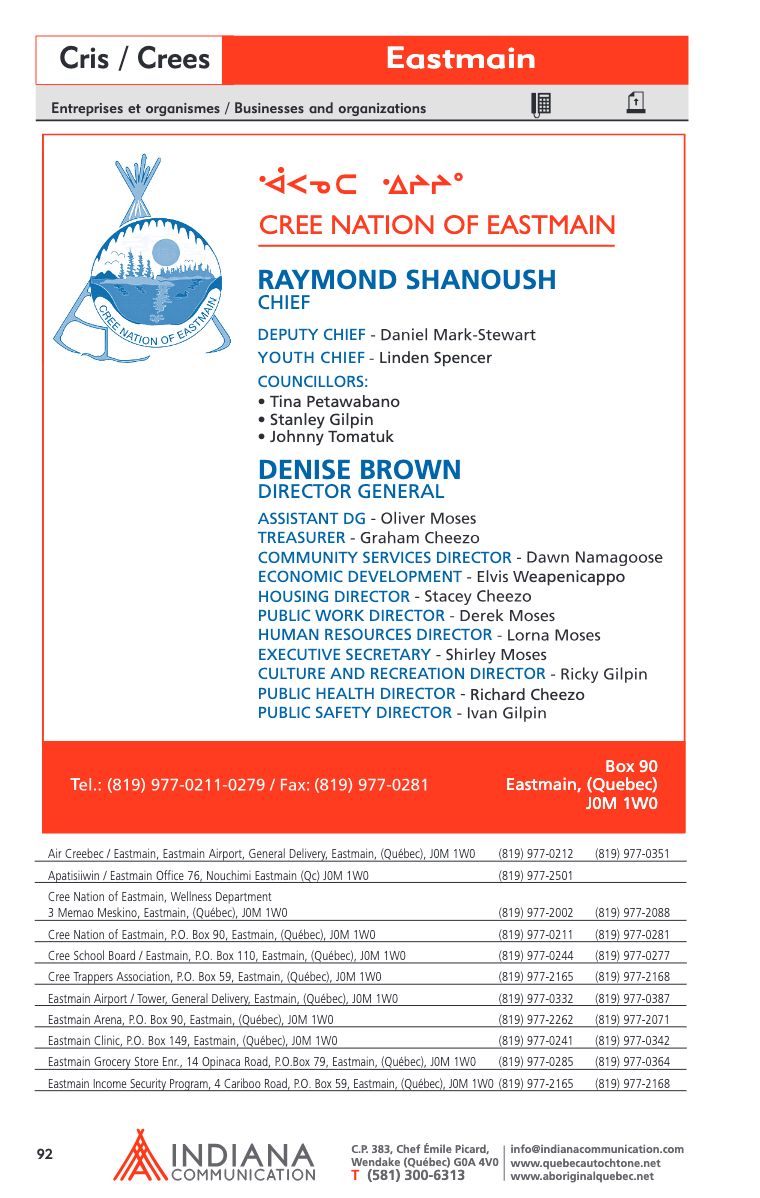 Cris / Crees
Eastmain
Entreprises et organismes / Businesses and organizations
ᐧᐄᐸᓀᑕ ᐧᐃᔨᔨᐤ
CREE NATION OF EASTMAIN
CREE NATION OF EASTMAIN
RAYMOND SHANOUSH
CHIEF
DEPUTY CHIEF - Daniel Mark-Stewart
YOUTH CHIEF - Linden Spencer
COUNCILLORS:
• Tina Petawabano
• Stanley Gilpin
• Johnny Tomatuk
DENISE BROWN
DIRECTOR GENERAL
ASSISTANT DG - Oliver Moses
TREASURER - Graham Cheezo
COMMUNITY SERVICES DIRECTOR - Dawn Namagoose
ECONOMIC DEVELOPMENT - Elvis Weapenicappo
HOUSING DIRECTOR - Stacey Cheezo
PUBLIC WORK DIRECTOR - Derek Moses
HUMAN RESOURCES DIRECTOR - Lorna Moses
EXECUTIVE SECRETARY - Shirley Moses
CULTURE AND RECREATION DIRECTOR - Ricky Gilpin
PUBLIC HEALTH DIRECTOR - Richard Cheezo
PUBLIC SAFETY DIRECTOR - Ivan Gilpin
Tel.: (819) 977-0211-0279 / Fax: (819) 977-0281
Box 90
Eastmain, (Quebec)
J0M 1W0
Air Creebec / Eastmain, Eastmain Airport, General Delivery, Eastmain, (Québec), J0M 1W0 (819) 977-0212 (819) 977-0351
Apatisiiwin / Eastmain Office 76, Nouchimi Eastmain (Qc) J0M 1W0 (819) 977-2501
Cree Nation of Eastmain, Wellness Department
3 Memao Meskino, Eastmain, (Québec), J0M 1W0 (819) 977-2002 (819) 977-2088
Cree Nation of Eastmain, P.O. Box 90, Eastmain, (Québec), J0M 1W0 (819) 977-0211 (819) 977-0281
Cree School Board / Eastmain, P.O. Box 110, Eastmain, (Québec), J0M 1W0 (819) 977-0244 (819) 977-0277
Cree Trappers Association, P.O. Box 59, Eastmain, (Québec), J0M 1W0 (819) 977-2165 (819) 977-2168
Eastmain Airport / Tower, General Delivery, Eastmain, (Québec), J0M 1W0 (819) 977-0332 (819) 977-0387
Eastmain Arena, P.O. Box 90, Eastmain, (Québec), J0M 1W0 (819) 977-2262 (819) 977-2071
Eastmain Clinic, P.O. Box 149, Eastmain, (Québec), J0M 1W0 (819) 977-0241 (819) 977-0342
Eastmain Grocery Store Enr., 14 Opinaca Road, P.O.Box 79, Eastmain, (Québec), J0M 1W0 (819) 977-0285 (819) 977-0364
Eastmain Income Security Program, 4 Cariboo Road, P.O. Box 59, Eastmain, (Québec), J0M 1W0 (819) 977-2165 (819) 977-2168
92
INDIANA
COMMUNICATION
C.P. 383, Chef Émile Picard,
Wendake (Québec) G0A 4V0
T (581) 300-6313
info@indianacommunication.com
www.quebecautochtone.net
www.aboriginalquebec.net